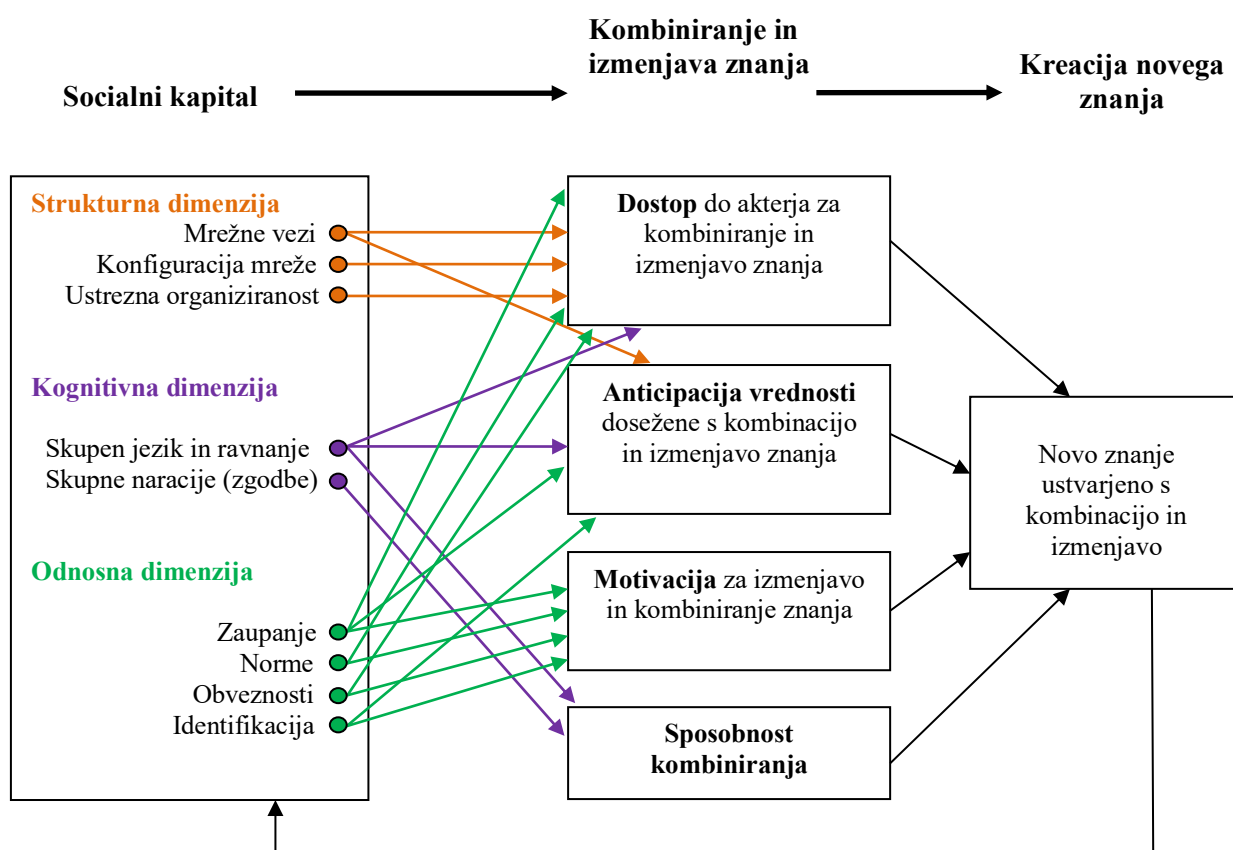 Socialni kapital
Kombiniranje in
izmenjava znanja
Kreacija novega
znanja
Strukturna dimenzija
Mrežne vezi
Konfiguracija mreže
Ustrezna organiziranost
Kognitivna dimenzija
Skupen jezik in ravnanje
Skupne naracije (zgodbe)
Odnosna dimenzija
Zaupanje
Norme
Obveznosti
Identifikacija
Dostop do akterja za
kombiniranje in
izmenjavo znanja
Anticipacija vrednosti
dosežene s kombinacijo
in izmenjavo znanja
Motivacija za izmenjavo
in kombiniranje znanja
Sposobnost
kombiniranja
Novo znanje
ustvarjeno s
kombinacijo in
izmenjavo